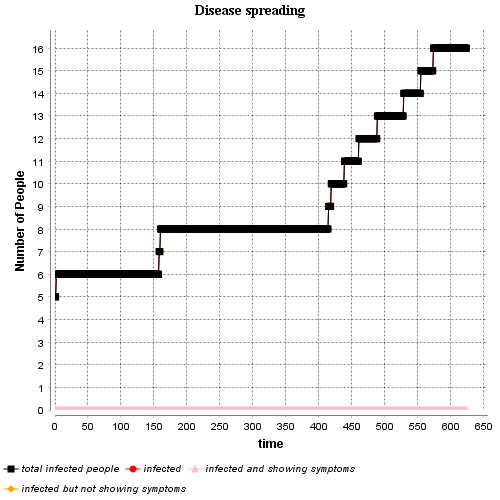 Disease spreading
Number of People
16
15
14
13
12
11
10
9
8
7
6
5
4
3
2
1
0
0 50 100 150 200 250 300 350 400 450 500 550 600 650
time
total infected people infected infected and showing symptoms
infected but not showing symptoms